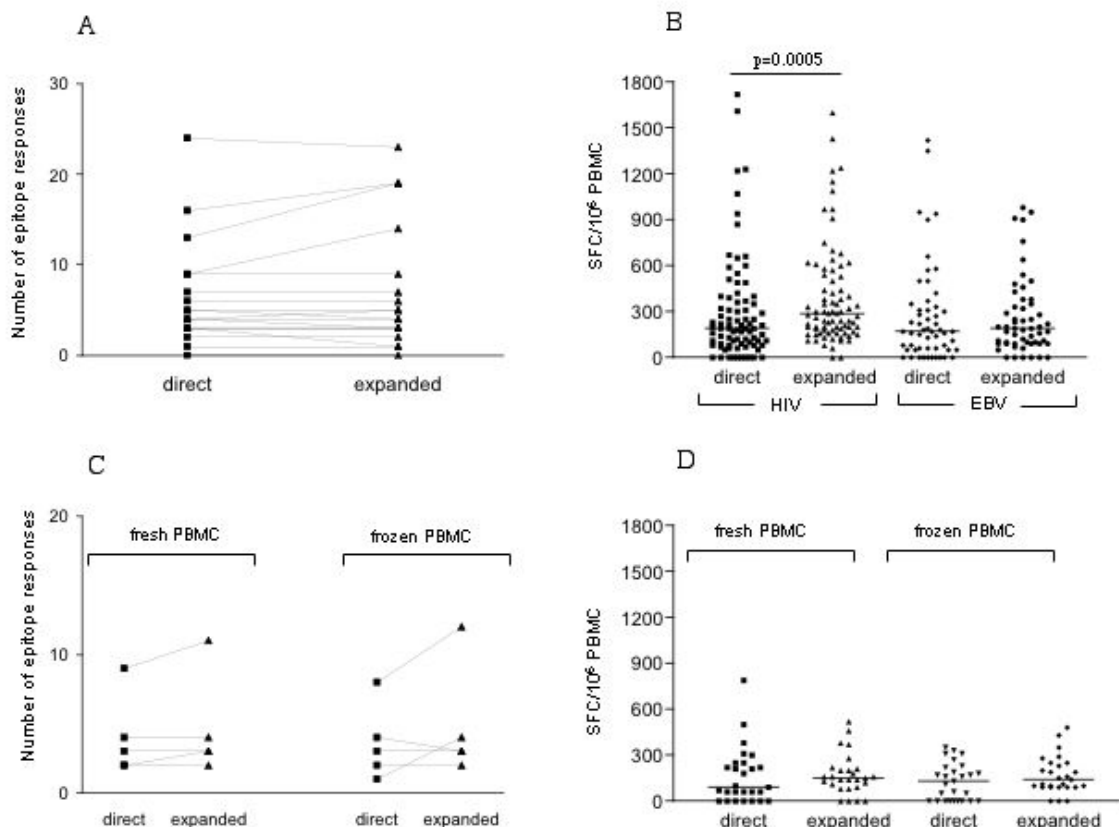 A
Number of epitope responses
30
20
10
0
direct expanded
B
p=0.0005
SFC/10⁶ PBMC
1800
1500
1200
900
600
300
0
direct expanded direct expanded
HIV EBV
C
Number of epitope responses
20
10
0
fresh PBMC frozen PBMC
direct expanded direct expanded
D
SFC/10⁶ PBMC
1800
1500
1200
900
600
300
0
fresh PBMC frozen PBMC
direct expanded direct expanded